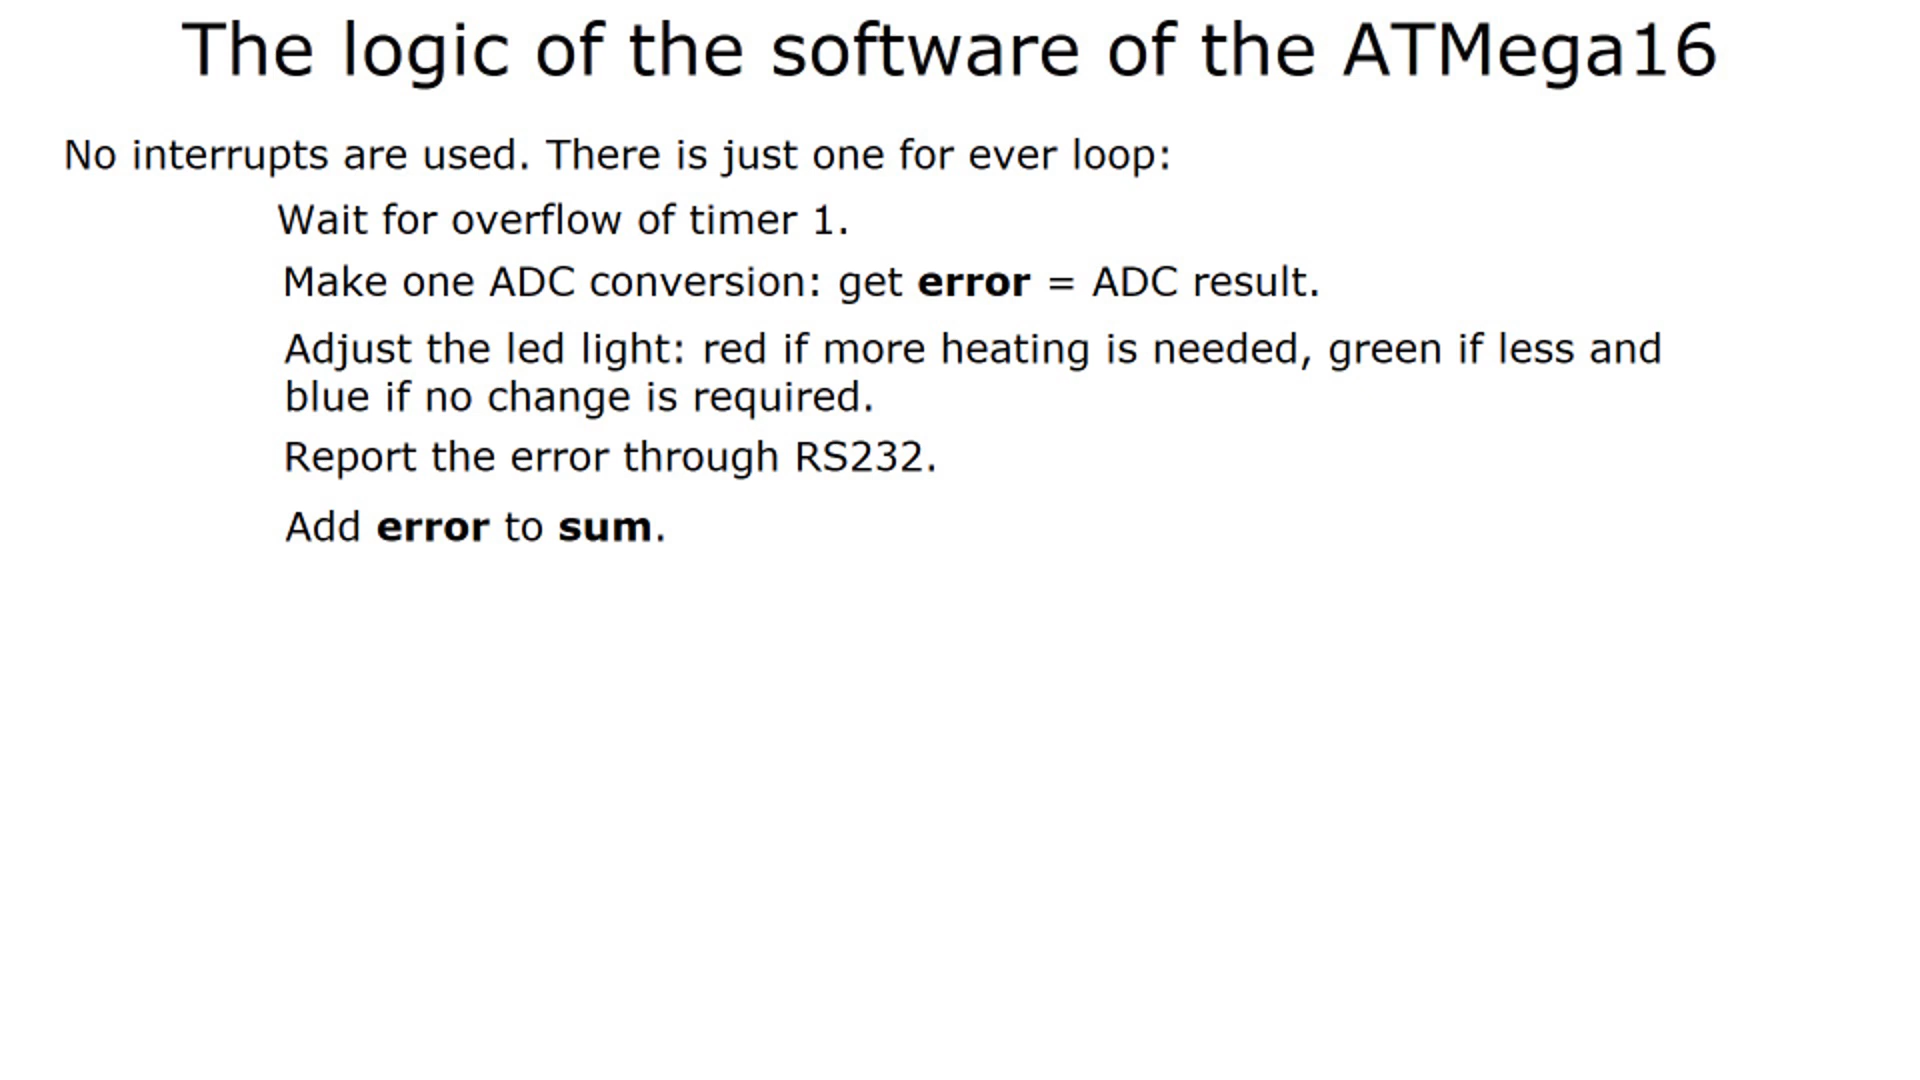 The logic of the software of the ATMega16
No interrupts are used. There is just one for ever loop:
Wait for overflow of timer 1.
Make one ADC conversion: get error = ADC result.
Adjust the led light: red if more heating is needed, green if less and
blue if no change is required.
Report the error through RS232.
Add error to sum.